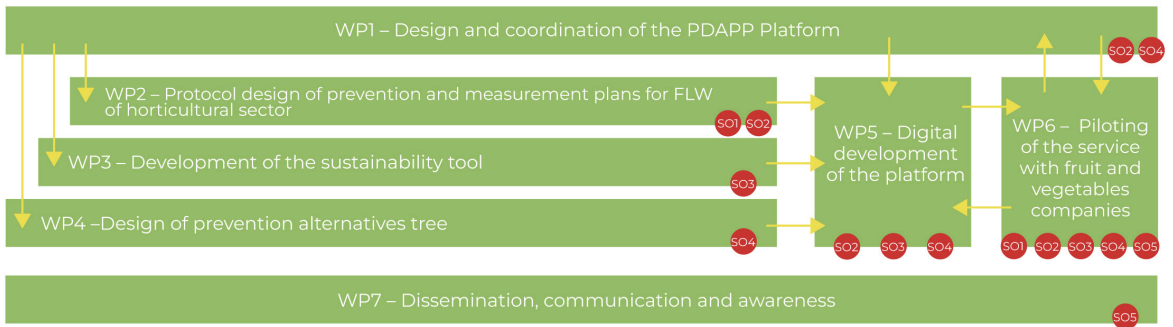 WP1 – Design and coordination of the PDAPP Platform
SO2 SO4
WP2 – Protocol design of prevention and measurement plans for FLW
of horticultural sector
SO1 SO2
WP3 – Development of the sustainability tool
SO3
WP4 –Design of prevention alternatives tree
SO4
WP5 – Digital
development
of the platform
SO2 SO3 SO4
WP6 – Piloting
of the service
with fruit and
vegetables
companies
SO1 SO2 SO3 SO4 SO5
WP7 – Dissemination, communication and awareness
SO5